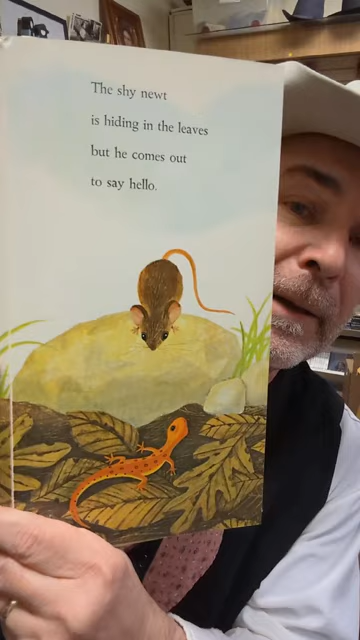 The shy newt
is hiding in the leaves
but he comes out
to say hello.